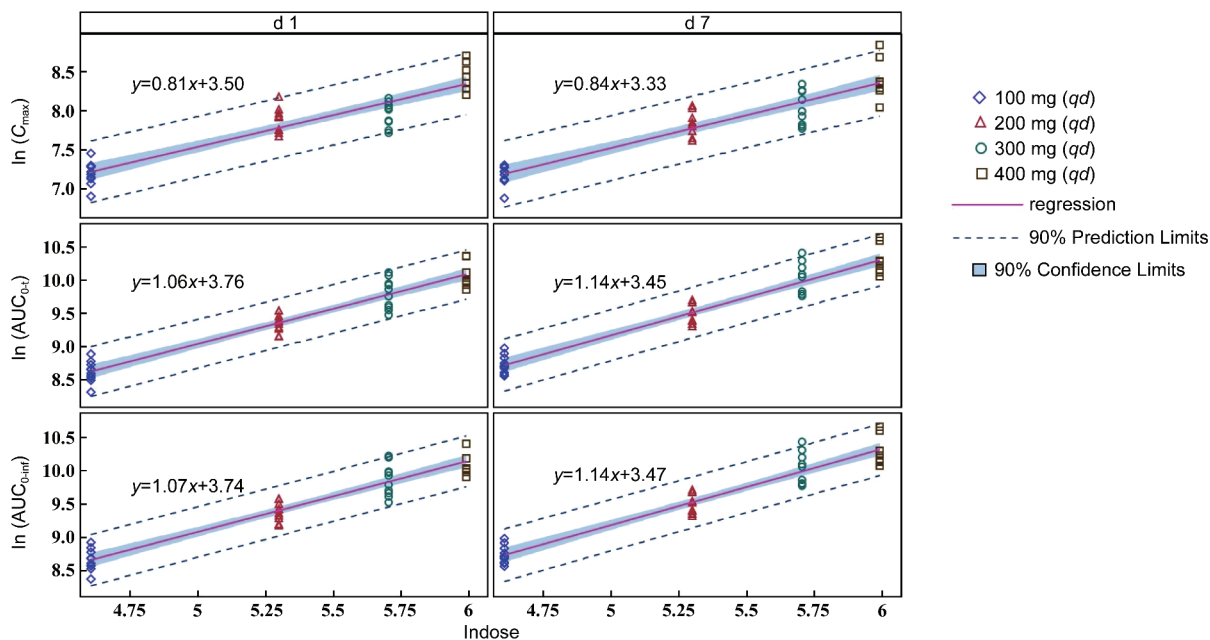 d 1
d 7
ln (Cmax)
8.5
8.0
7.5
7.0
y=0.81x+3.50
y=0.84x+3.33
ln (AUC0-t)
10.5
10.0
9.5
9.0
8.5
y=1.06x+3.76
y=1.14x+3.45
ln (AUC0-inf)
10.5
10.0
9.5
9.0
8.5
y=1.07x+3.74
y=1.14x+3.47
4.75 5 5.25 5.5 5.75 6
4.75 5 5.25 5.5 5.75 6
lndose
100 mg (qd)
200 mg (qd)
300 mg (qd)
400 mg (qd)
regression
90% Prediction Limits
90% Confidence Limits